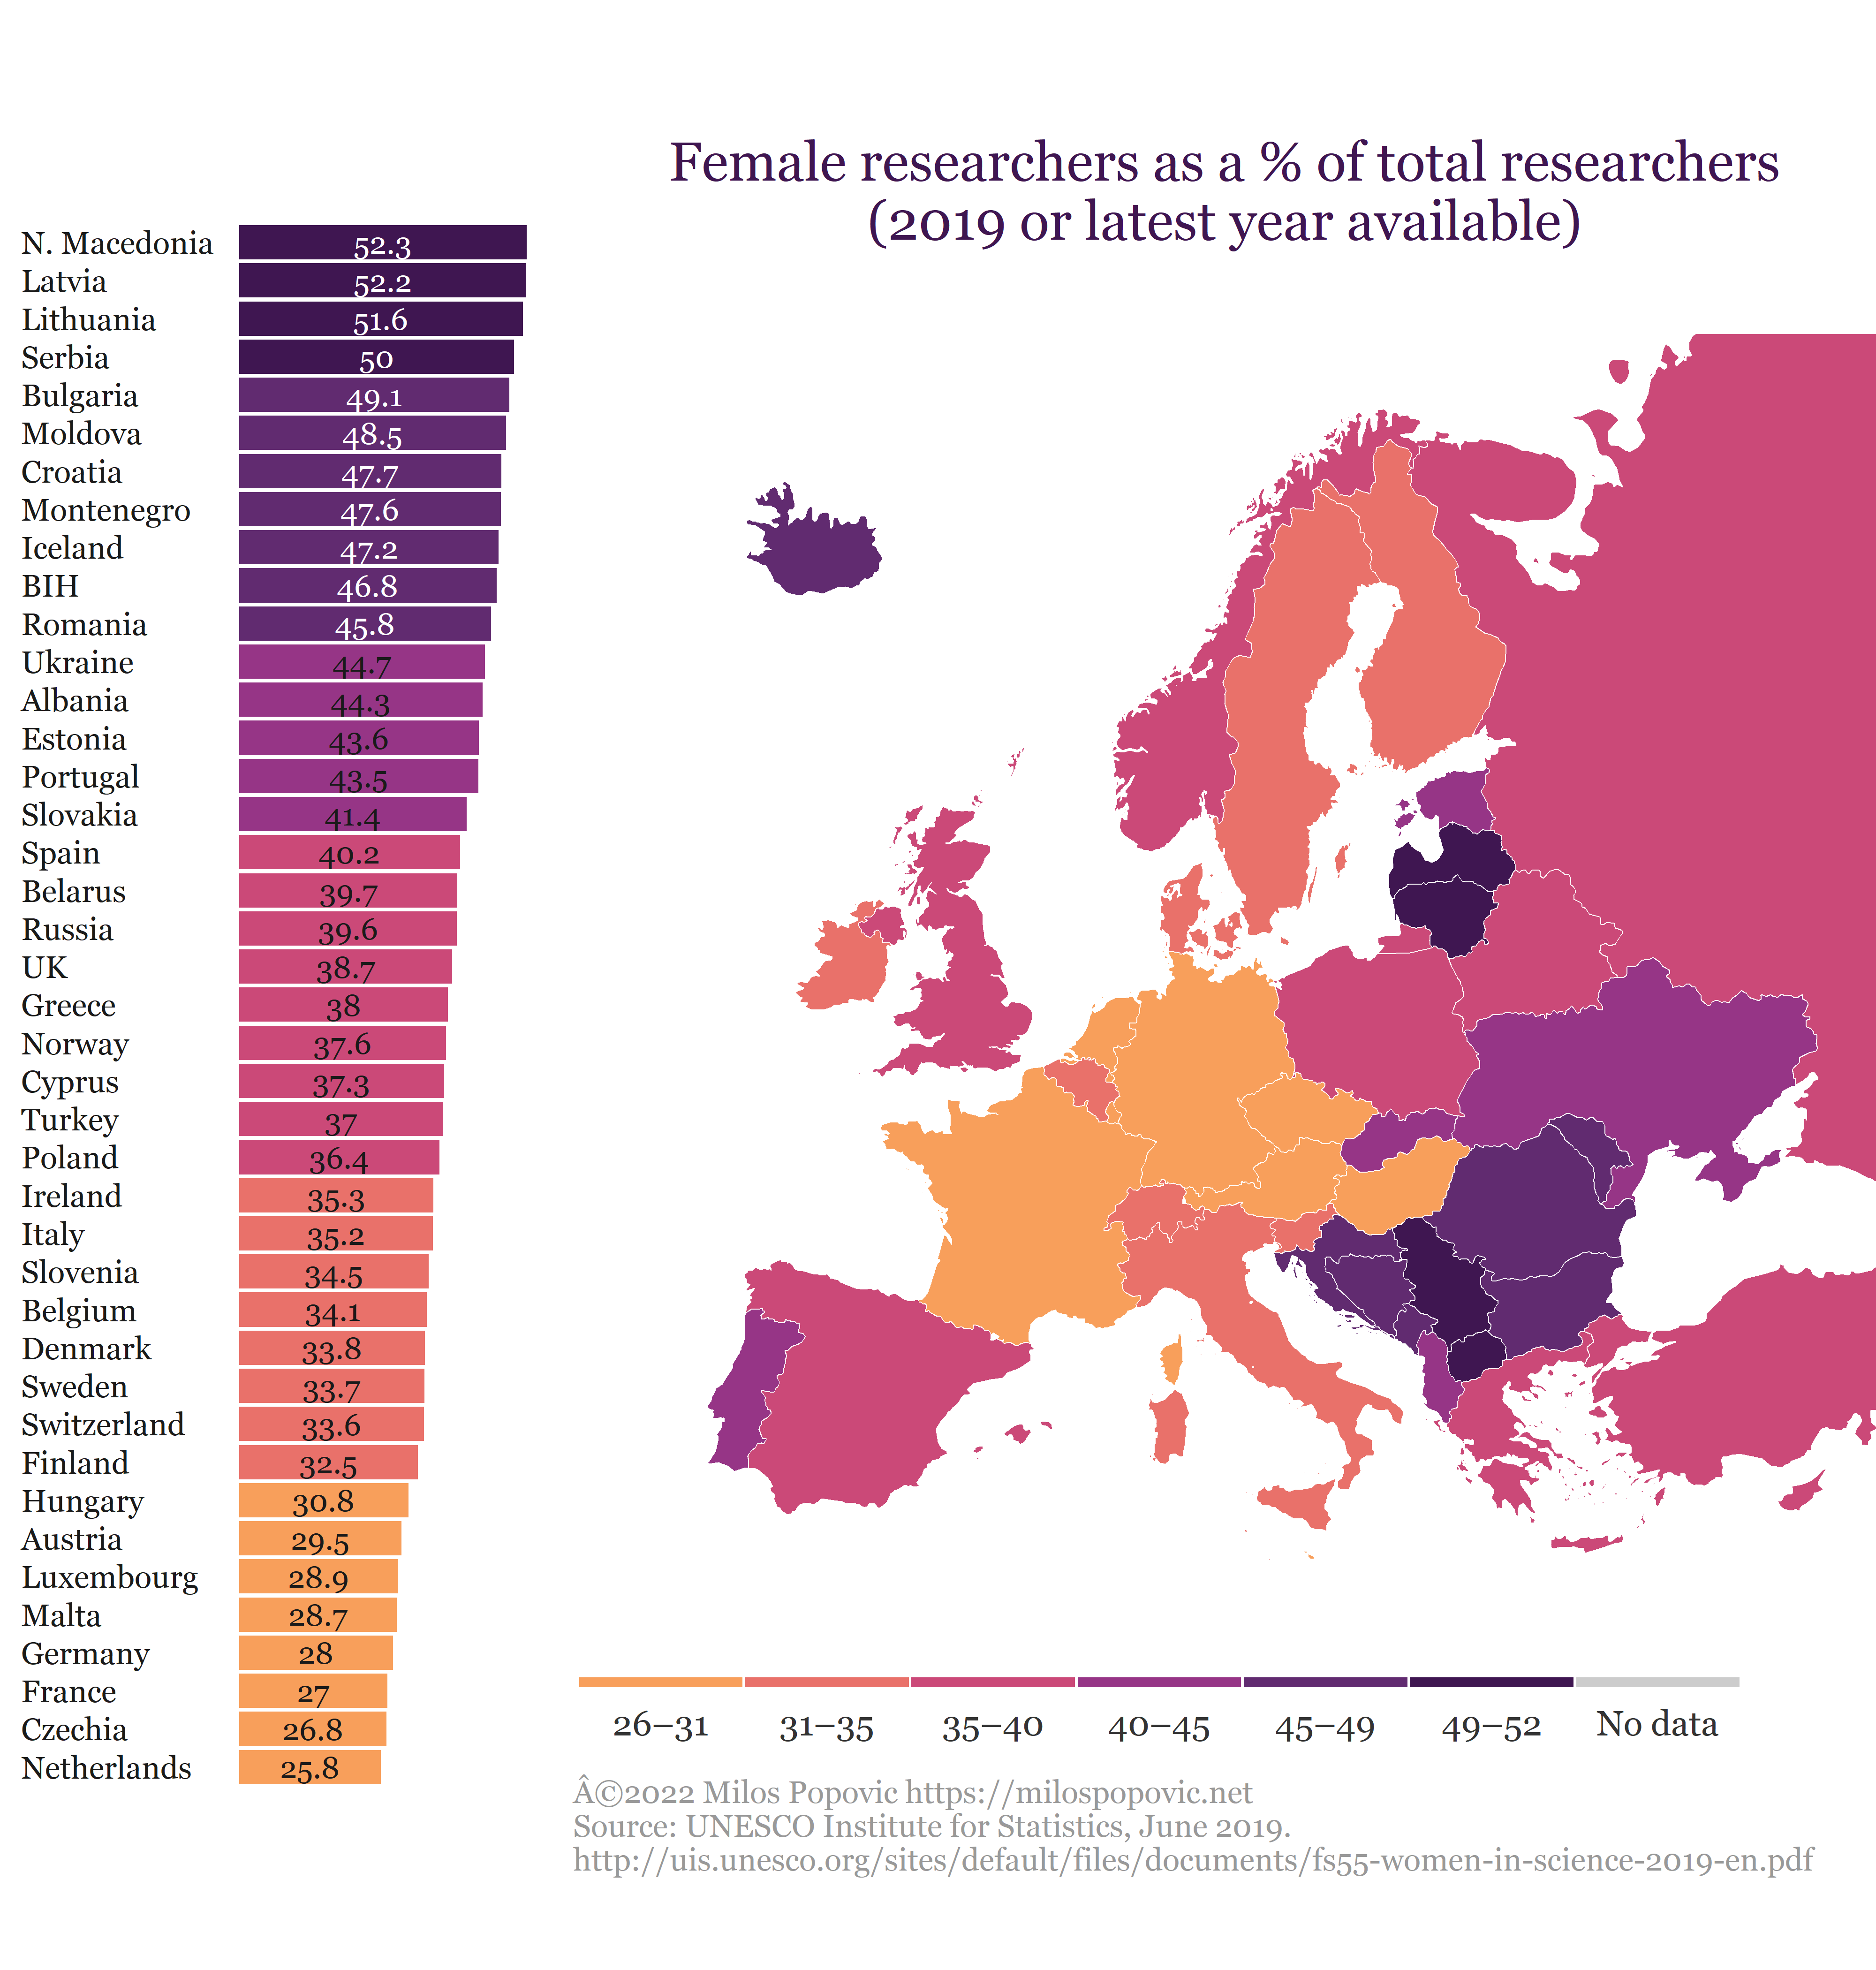 Female researchers as a % of total researchers
(2019 or latest year available)
N. Macedonia 52.3
Latvia 52.2
Lithuania 51.6
Serbia 50
Bulgaria 49.1
Moldova 48.5
Croatia 47.7
Montenegro 47.6
Iceland 47.2
BIH 46.8
Romania 45.8
Ukraine 44.7
Albania 44.3
Estonia 43.6
Portugal 43.5
Slovakia 41.4
Spain 40.2
Belarus 39.7
Russia 39.6
UK 38.7
Greece 38
Norway 37.6
Cyprus 37.3
Turkey 37
Poland 36.4
Ireland 35.3
Italy 35.2
Slovenia 34.5
Belgium 34.1
Denmark 33.8
Sweden 33.7
Switzerland 33.6
Finland 32.5
Hungary 30.8
Austria 29.5
Luxembourg 28.9
Malta 28.7
Germany 28
France 27
Czechia 26.8
Netherlands 25.8
26–31 31–35 35–40 40–45 45–49 49–52 No data
Â©2022 Milos Popovic https://milospopovic.net
Source: UNESCO Institute for Statistics, June 2019.
http://uis.unesco.org/sites/default/files/documents/fs55-women-in-science-2019-en.pdf